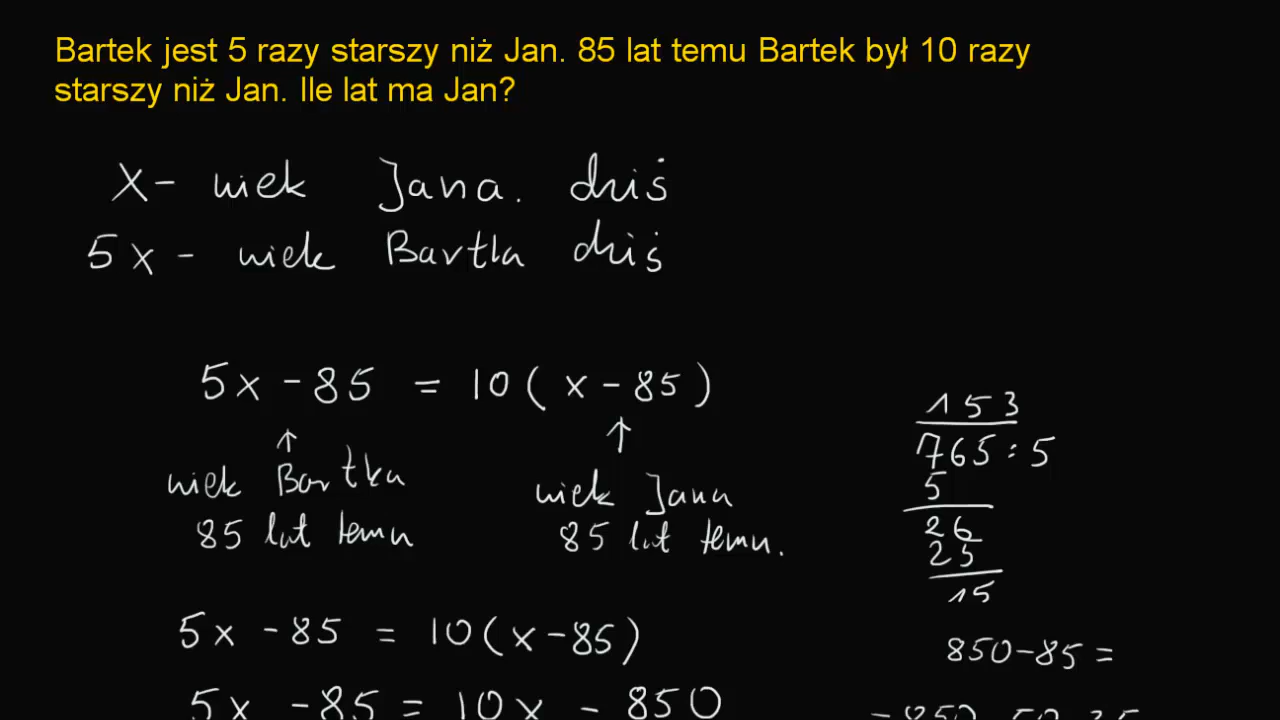 Bartek jest 5 razy starszy niż Jan. 85 lat temu Bartek był 10 razy
starszy niż Jan. Ile lat ma Jan?
x - wiek Jana. dziś
5x - wiek Bartka dziś
5x - 85 = 10(x - 85)
↑ ↑
wiek Bartka
85 lat temu
wiek Jana
85 lat temu.
5x - 85 = 10(x - 85)
5x - 85 = 10x - 850
153
765 : 5
5
26
25
15
850 - 85 =
= 850 - 50 - 35